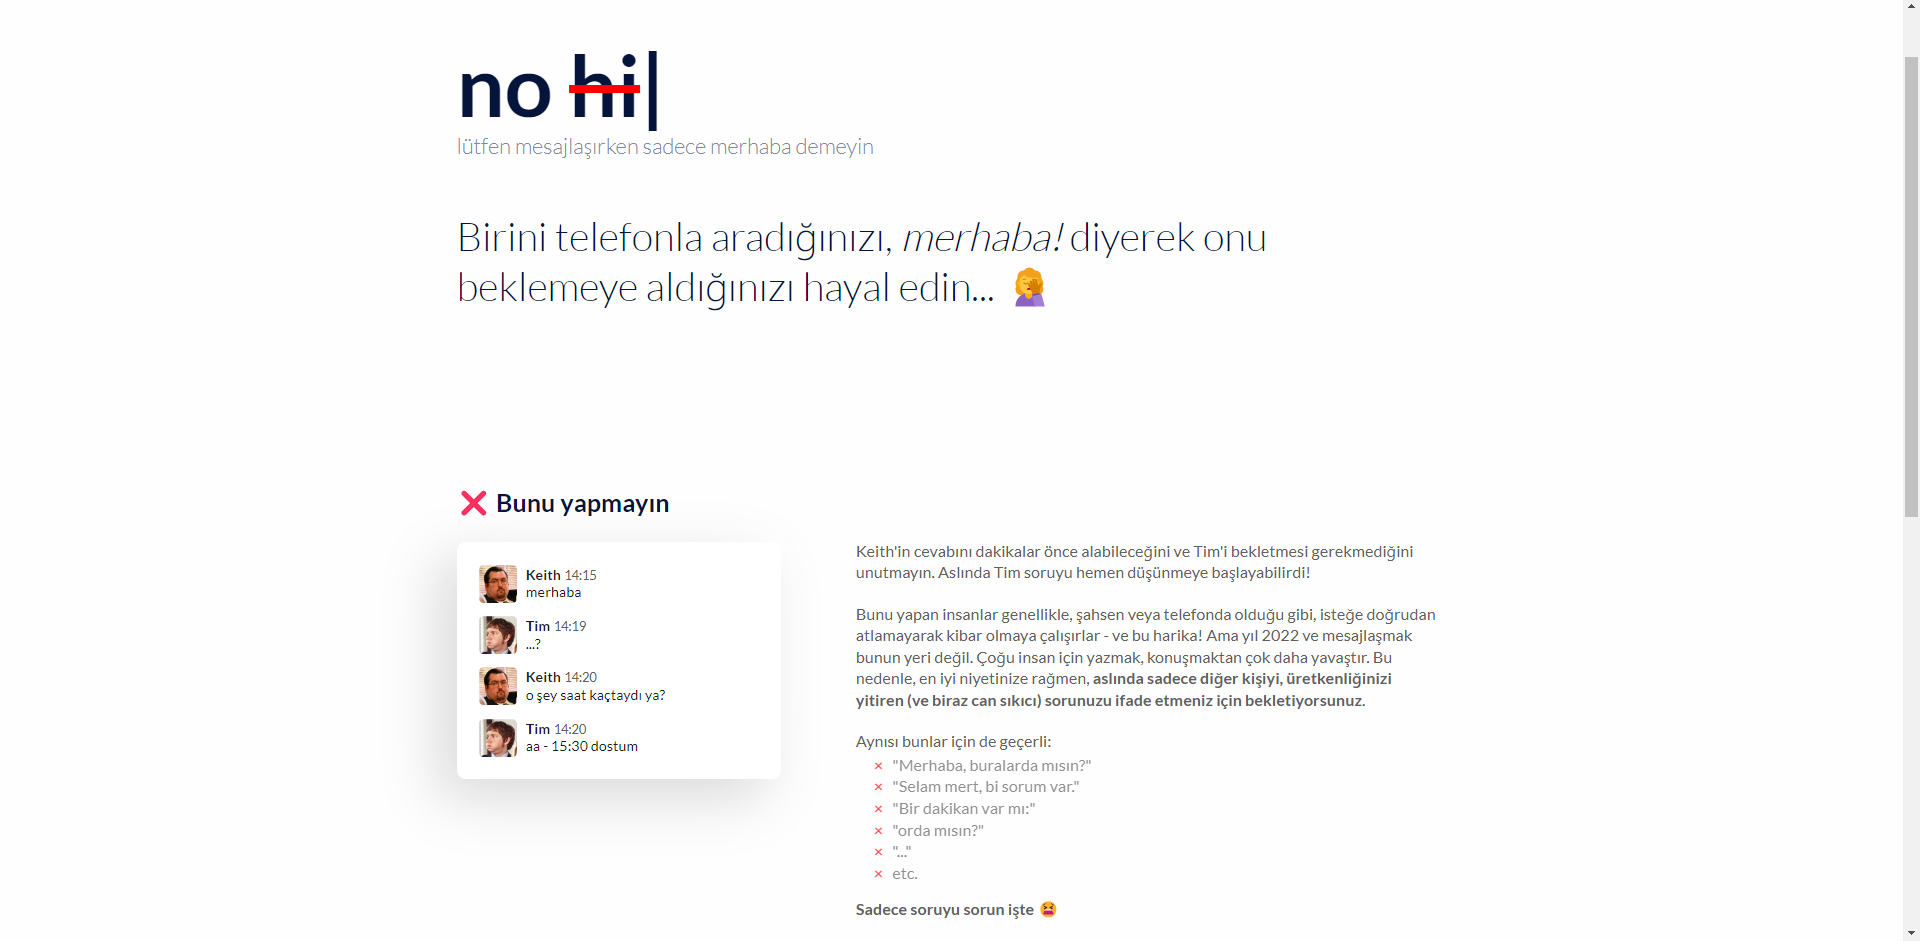 no hi|
lütfen mesajlaşırken sadece merhaba demeyin
Birini telefonla aradığınızı, merhaba! diyerek onu
beklemeye aldığınızı hayal edin... 🤦‍♀️
❌ Bunu yapmayın
Keith 14:15
merhaba
Tim 14:19
...?
Keith 14:20
o şey saat kaçtaydı ya?
Tim 14:20
aa - 15:30 dostum
Keith'in cevabını dakikalar önce alabileceğini ve Tim'i bekletmesi gerekmediğini
unutmayın. Aslında Tim soruyu hemen düşünmeye başlayabilirdi!
Bunu yapan insanlar genellikle, şahsen veya telefonda olduğu gibi, isteğe doğrudan
atlamayarak kibar olmaya çalışırlar - ve bu harika! Ama yıl 2022 ve mesajlaşmak
bunun yeri değil. Çoğu insan için yazmak, konuşmaktan çok daha yavaştır. Bu
nedenle, en iyi niyetinize rağmen, aslında sadece diğer kişiyi, üretkenliğinizi
yitiren (ve biraz can sıkıcı) sorunuzu ifade etmeniz için bekletiyorsunuz.
Aynısı bunlar için de geçerli:
× "Merhaba, buralarda mısın?"
× "Selam mert, bi sorum var."
× "Bir dakikan var mı:"
× "orda mısın?"
× "..."
× etc.
Sadece soruyu sorun işte 😫